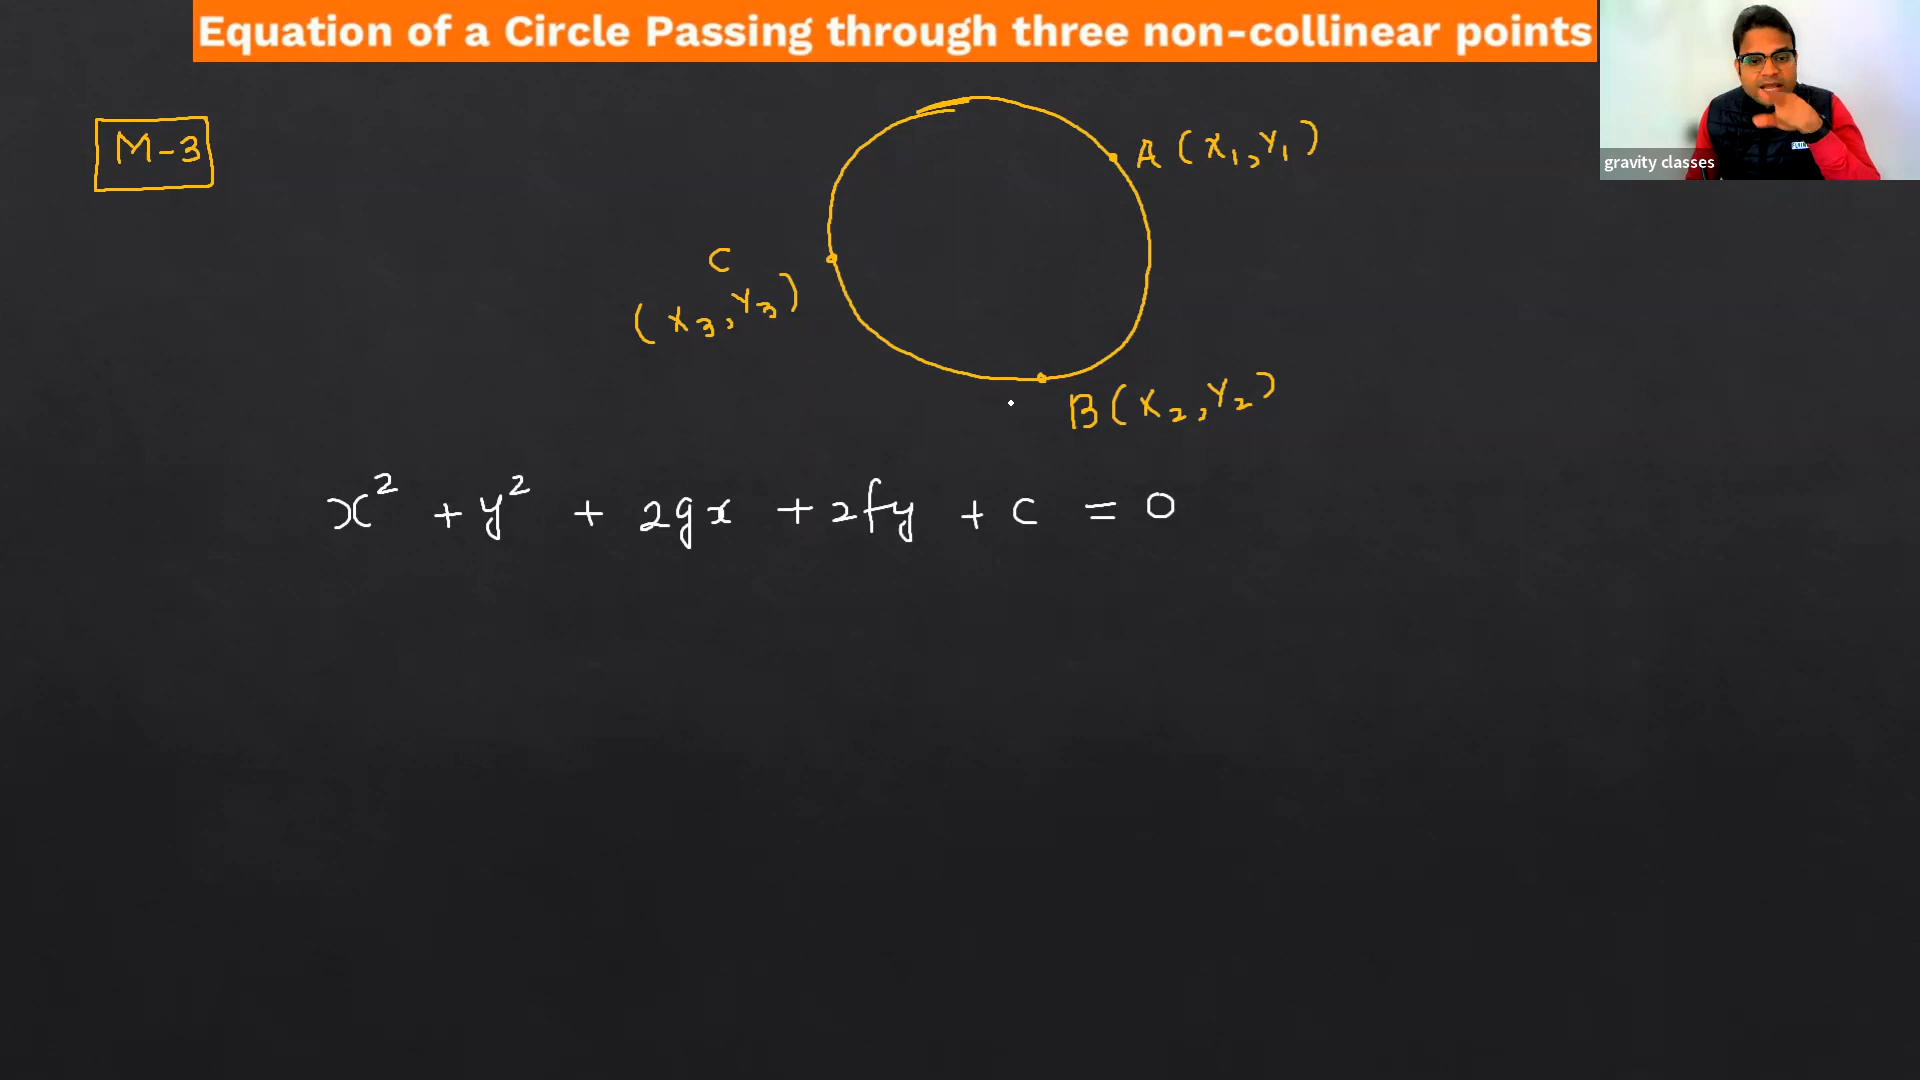 Equation of a Circle Passing through three non-collinear points
gravity classes
M-3
A (x₁, y₁)
C
(x₃, y₃)
B (x₂, y₂)
x² + y² + 2gx + 2fy + c = 0